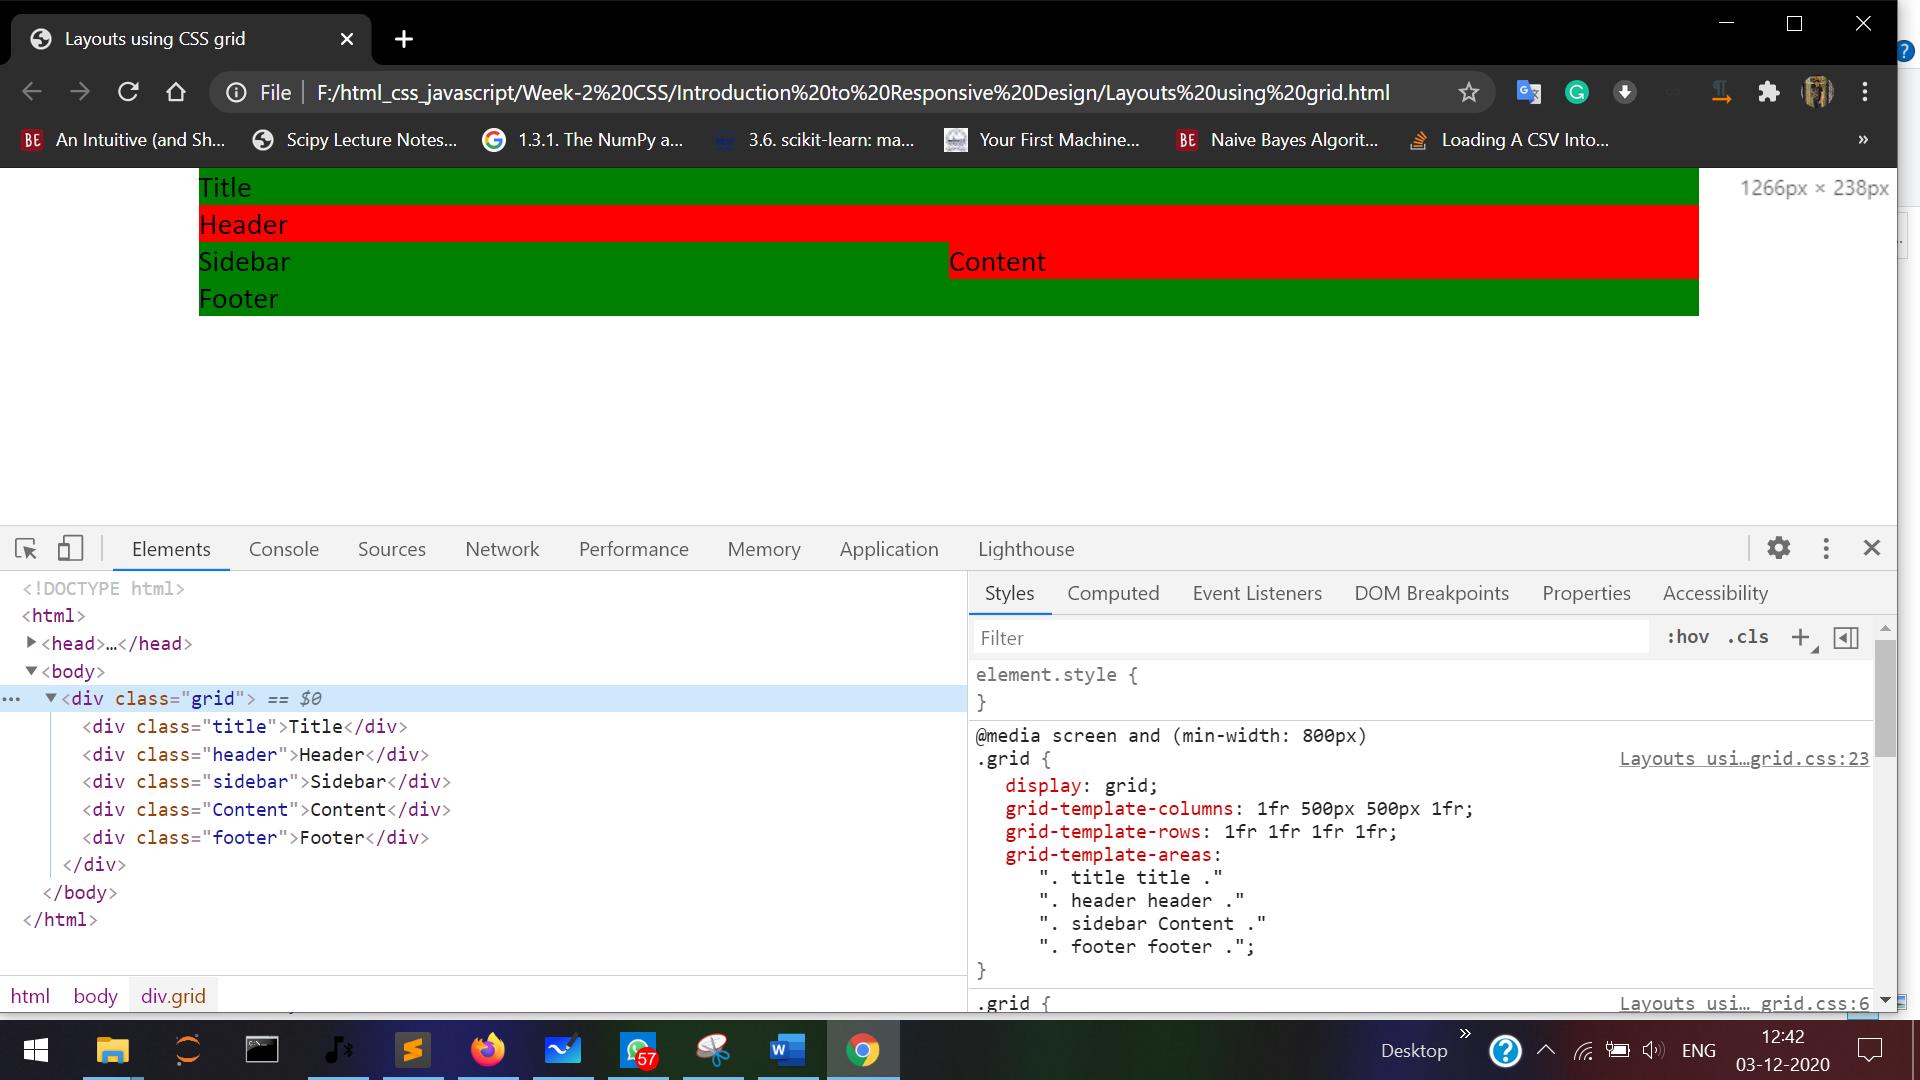 Layouts using CSS grid
File F:/html_css_javascript/Week-2%20CSS/Introduction%20to%20Responsive%20Design/Layouts%20using%20grid.html
BE An Intuitive (and Sh... Scipy Lecture Notes... 1.3.1. The NumPy a... 3.6. scikit-learn: ma... Your First Machine... BE Naive Bayes Algorit... Loading A CSV Into... »
Title
1266px × 238px
Header
Sidebar Content
Footer
Elements Console Sources Network Performance Memory Application Lighthouse
<!DOCTYPE html>
<html>
<head>…</head>
<body>
<div class="grid"> == $0
<div class="title">Title</div>
<div class="header">Header</div>
<div class="sidebar">Sidebar</div>
<div class="Content">Content</div>
<div class="footer">Footer</div>
</div>
</body>
</html>
html body div.grid
Styles Computed Event Listeners DOM Breakpoints Properties Accessibility
Filter :hov .cls
element.style {
}
@media screen and (min-width: 800px)
.grid { Layouts usi…grid.css:23
display: grid;
grid-template-columns: 1fr 500px 500px 1fr;
grid-template-rows: 1fr 1fr 1fr 1fr;
grid-template-areas:
". title title ."
". header header ."
". sidebar Content ."
". footer footer .";
}
.grid { Layouts usi… grid.css:6
57 Desktop » ENG 12:42
03-12-2020